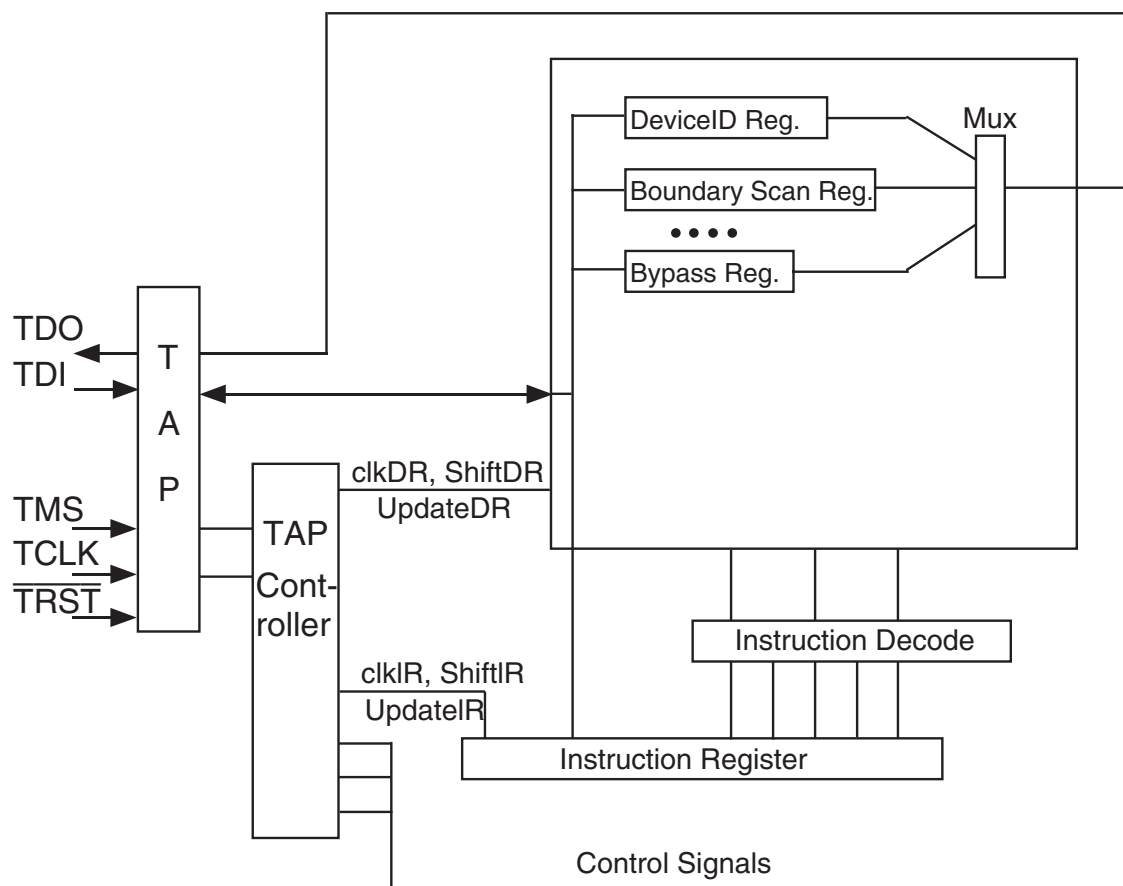 DeviceID Reg.
Mux
Boundary Scan Reg.
Bypass Reg.
TDO
TDI
T
A
P
TMS
TCLK
TRST
TAP
Cont-
roller
clkDR, ShiftDR
UpdateDR
Instruction Decode
clkIR, ShiftIR
UpdateIR
Instruction Register
Control Signals